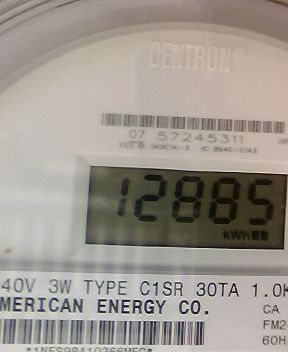 CENTRON®
07 57245311
12885
kWh
40V 3W TYPE C1SR 30TA 1.0K
MERICAN ENERGY CO.
CA
FM2
60H